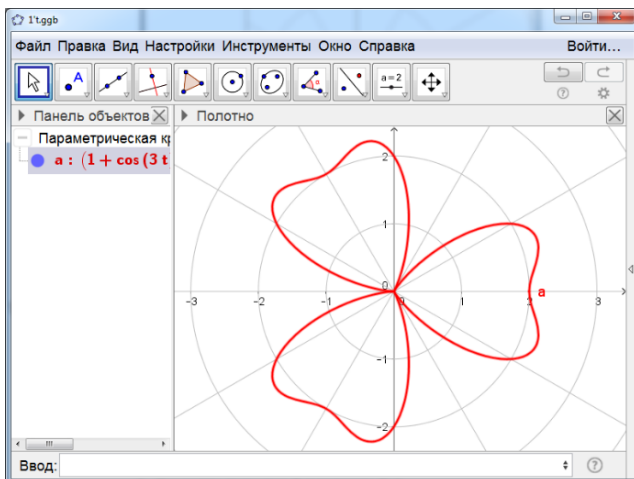 1't.ggb
Файл Правка Вид Настройки Инструменты Окно Справка Войти...
A α a=2
Панель объектов Полотно
Параметрическая кр
a : (1 + cos (3 t
2
1
0
-3 -2 -1 0 1 2 3
a
-1
-2
Ввод: